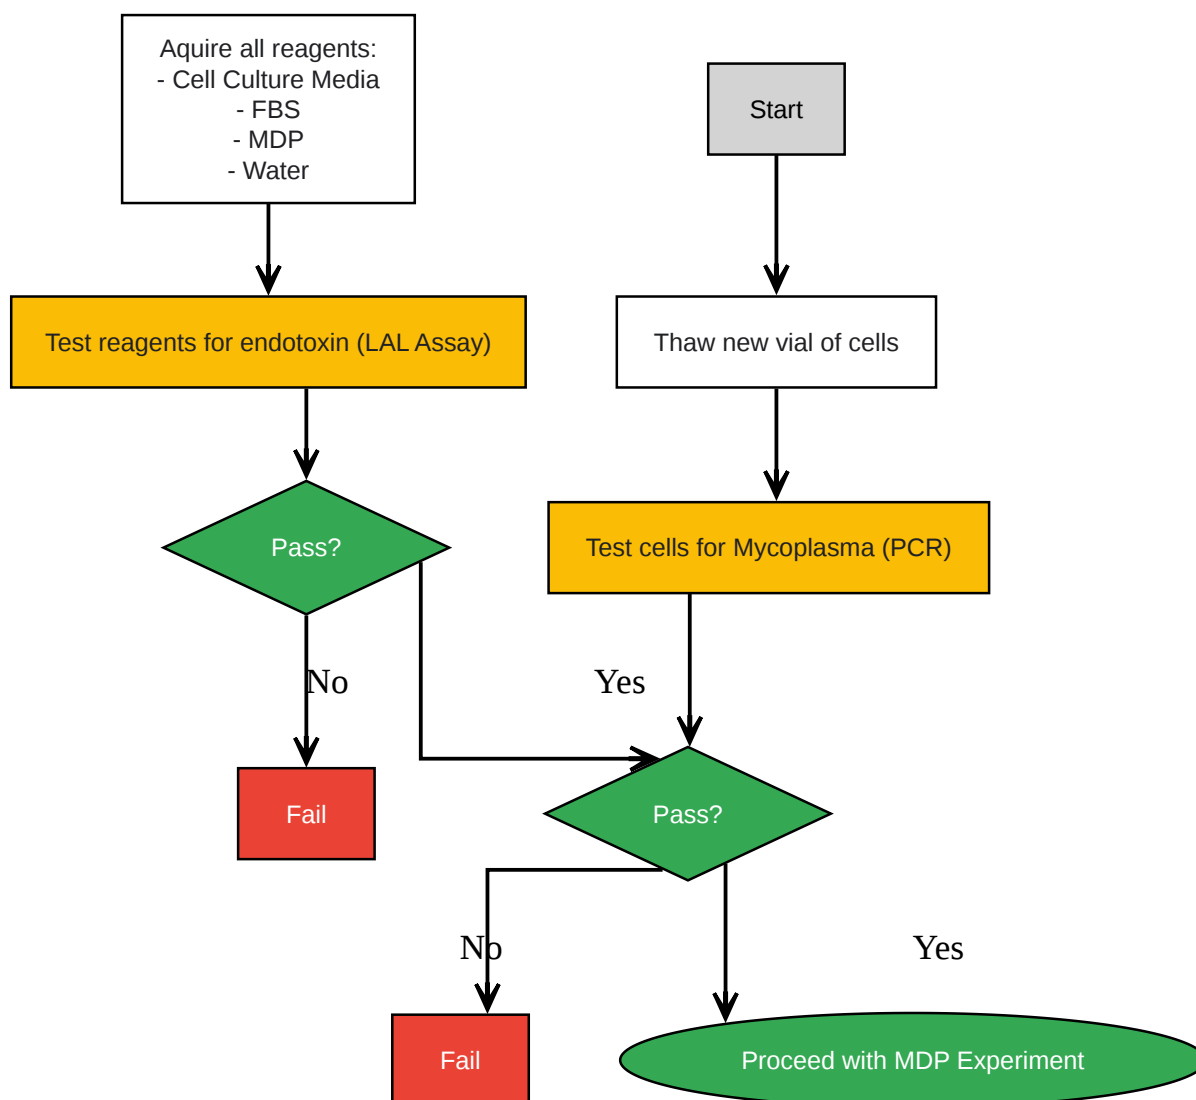 Aquire all reagents:
- Cell Culture Media
- FBS
- MDP
- Water
Start
Test reagents for endotoxin (LAL Assay)
Thaw new vial of cells
Pass?
Test cells for Mycoplasma (PCR)
No
Yes
Fail
Pass?
No
Yes
Fail
Proceed with MDP Experiment